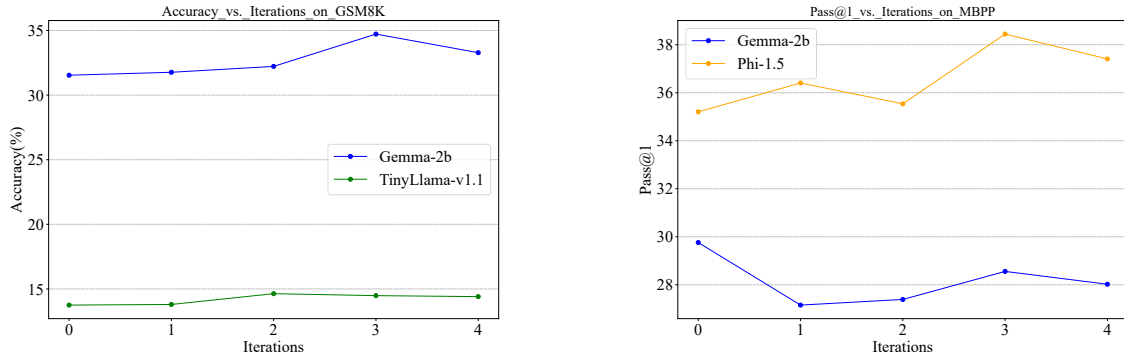 Accuracy_vs._Iterations_on_GSM8K
Accuracy(%)
35
30
25
20
15
Gemma-2b
TinyLlama-v1.1
0 1 2 3 4
Iterations
Pass@1_vs._Iterations_on_MBPP
Pass@1
38
36
34
32
30
28
Gemma-2b
Phi-1.5
0 1 2 3 4
Iterations